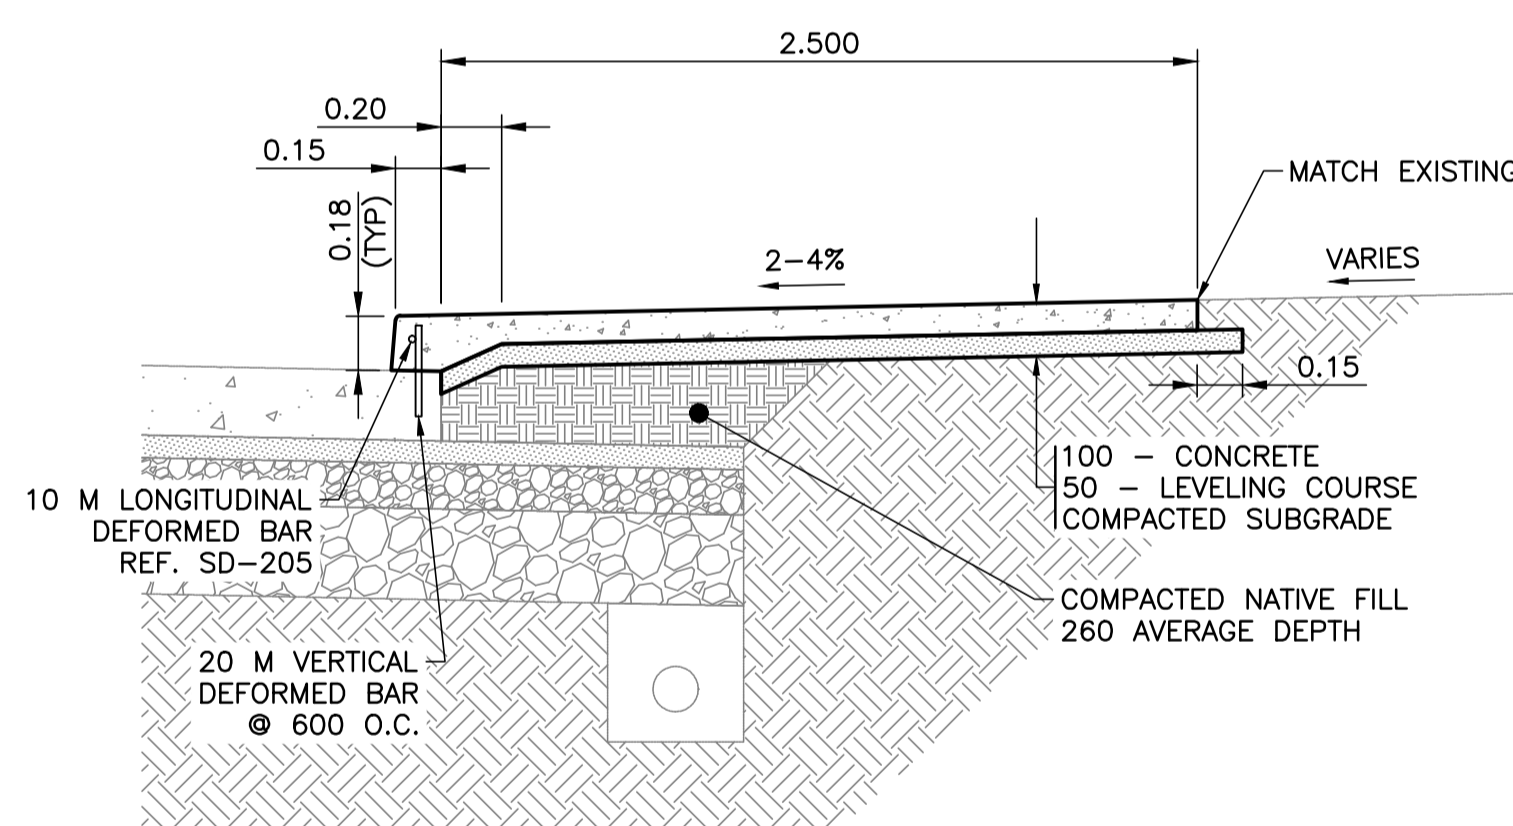 2.500
0.20
0.15
0.18
(TYP)
MATCH EXISTING
2-4%
VARIES
0.15
100 - CONCRETE
50 - LEVELING COURSE
COMPACTED SUBGRADE
10 M LONGITUDINAL
DEFORMED BAR
REF. SD-205
COMPACTED NATIVE FILL
260 AVERAGE DEPTH
20 M VERTICAL
DEFORMED BAR
@ 600 O.C.